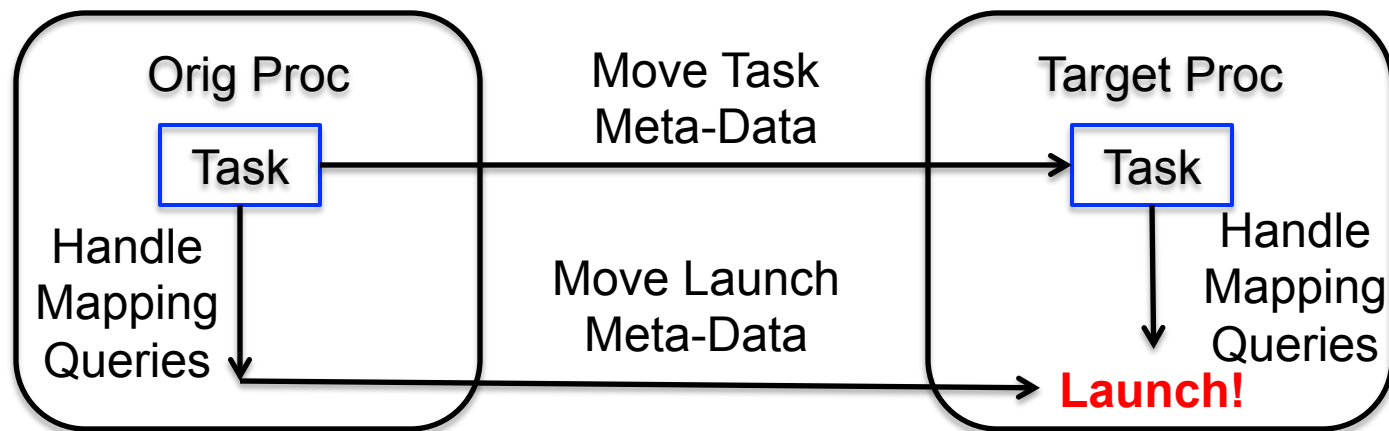 Orig Proc
Task
Handle
Mapping
Queries
Move Task
Meta-Data
Move Launch
Meta-Data
Target Proc
Task
Handle
Mapping
Queries
Launch!